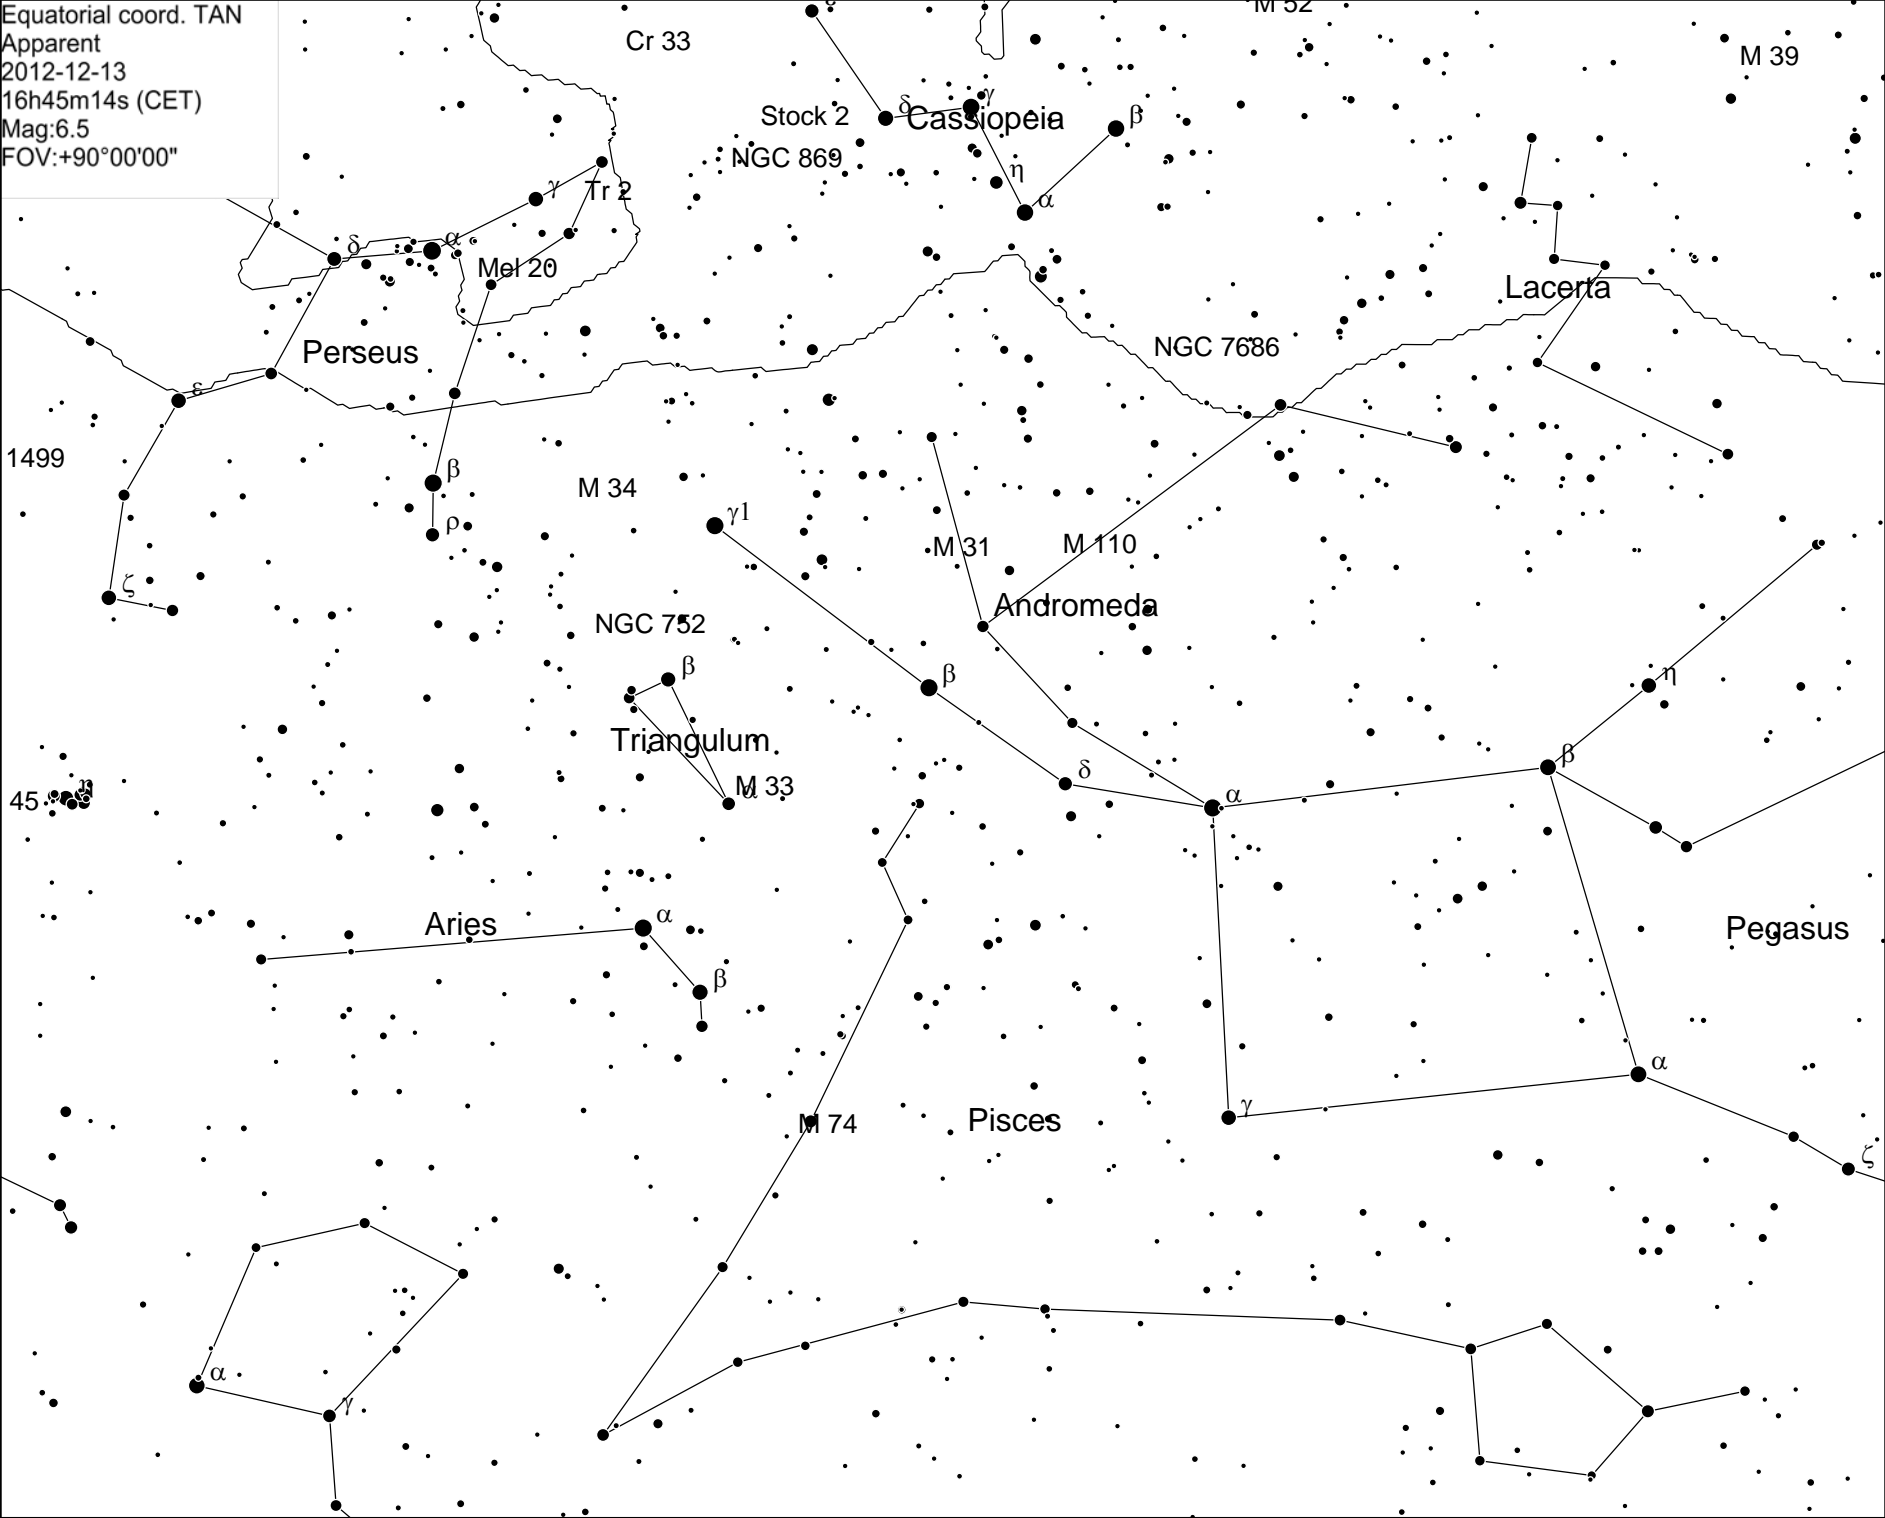 Equatorial coord. TAN
Apparent
2012-12-13
16h45m14s (CET)
Mag:6.5
FOV:+90°00'00"
M 52
Cr 33
M 39
δ
γ
Stock 2
Cassiopeia
β
NGC 869
η
γ
Tr 2
α
δ
α
Mel 20
Lacerta
Perseus
NGC 7686
ε
1499
β
M 34
γ1
ρ
M 31
M 110
ζ
Andromeda
NGC 752
β
β
η
Triangulum
β
δ
η
M 33
α
α
45
Aries
α
Pegasus
β
α
γ
M 74
Pisces
ζ
α
γ